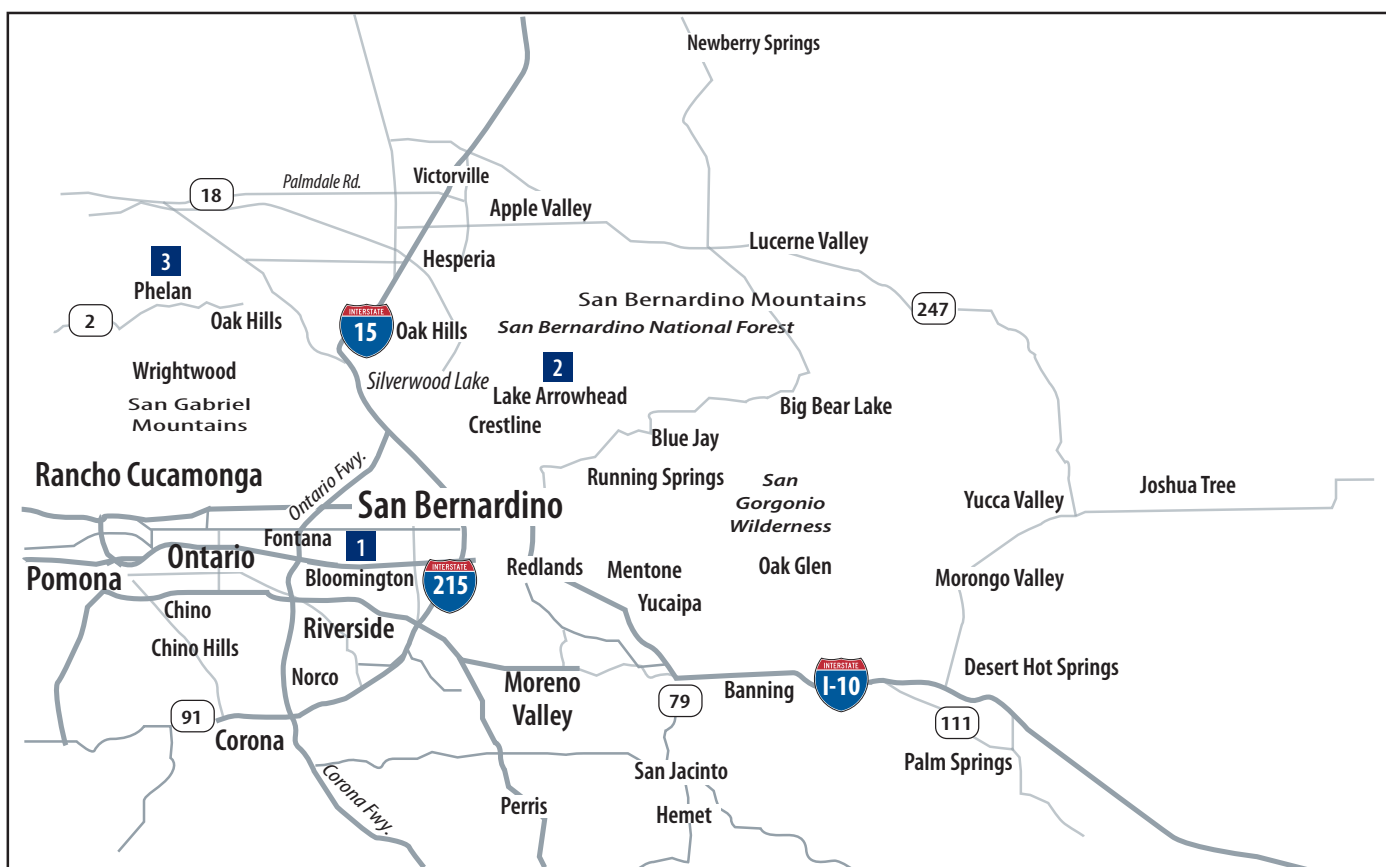 Newberry Springs
Victorville
Palmdale Rd.
18
Apple Valley
Lucerne Valley
3
Hesperia
Phelan
San Bernardino Mountains
2
Oak Hills
INTERSTATE
15
Oak Hills
San Bernardino National Forest
247
Wrightwood
Silverwood Lake
2
Lake Arrowhead
San Gabriel
Mountains
Crestline
Big Bear Lake
Blue Jay
Rancho Cucamonga
Ontario Fwy.
Running Springs
San
Gorgonio
Wilderness
Joshua Tree
San Bernardino
Yucca Valley
Fontana
1
Ontario
Pomona
Bloomington
INTERSTATE
215
Redlands
Mentone
Oak Glen
Morongo Valley
Chino
Yucaipa
Riverside
Chino Hills
Norco
Moreno
Valley
79
Banning
INTERSTATE
I-10
Desert Hot Springs
91
Corona
111
Palm Springs
Corona Fwy.
San Jacinto
Perris
Hemet